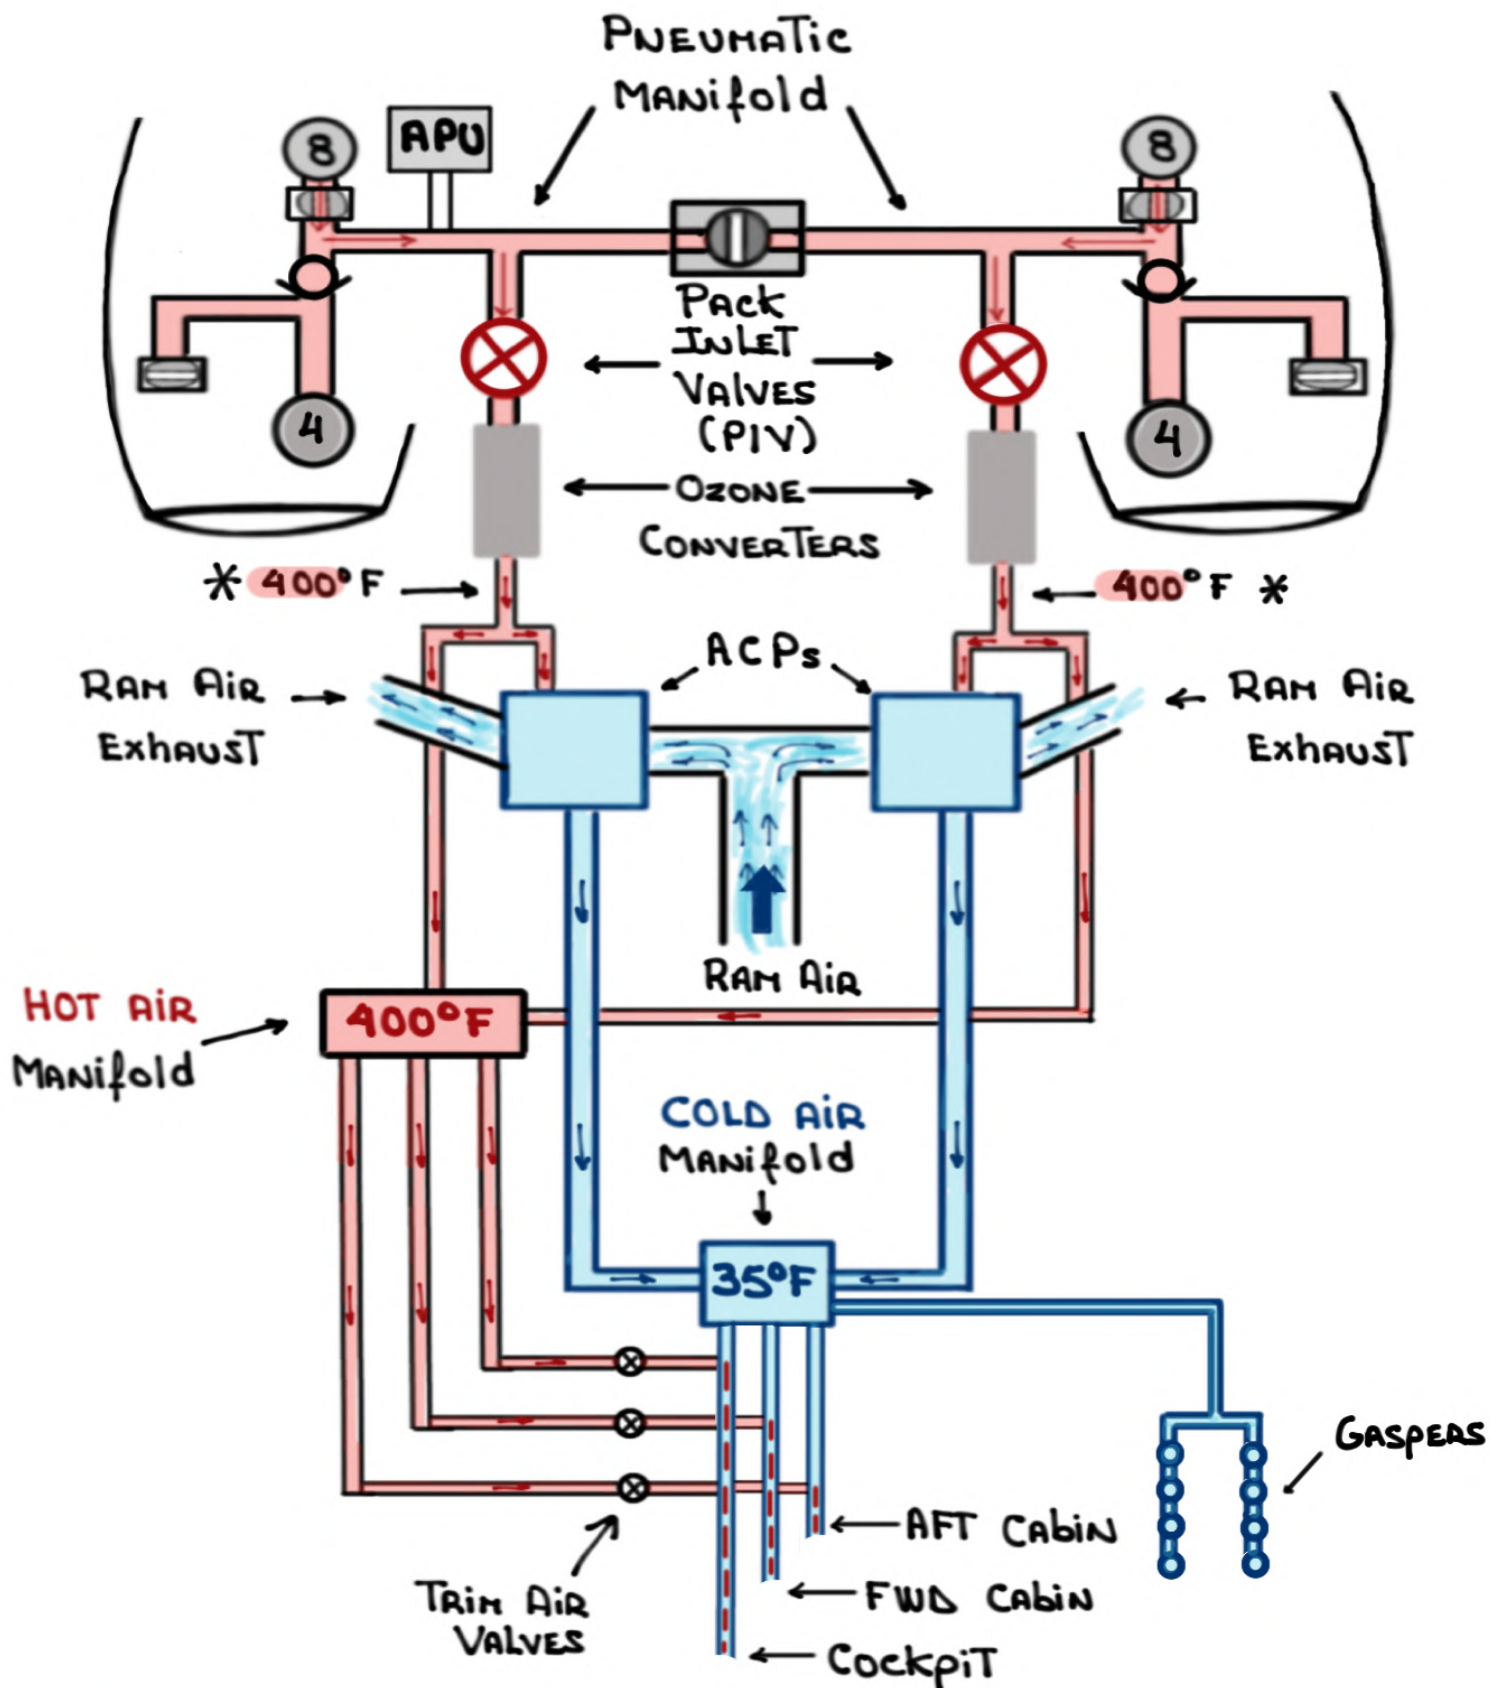 Pneumatic
Manifold
8
APU
8
Pack
Inlet
Valves
(PIV)
4
4
Ozone
Converters
* 400°F
400°F *
ACPs
Ram Air
Exhaust
Ram Air
Exhaust
Ram Air
Hot Air
Manifold
400°F
Cold Air
Manifold
35°F
Gaspers
Aft Cabin
Fwd Cabin
Trim Air
Valves
Cockpit